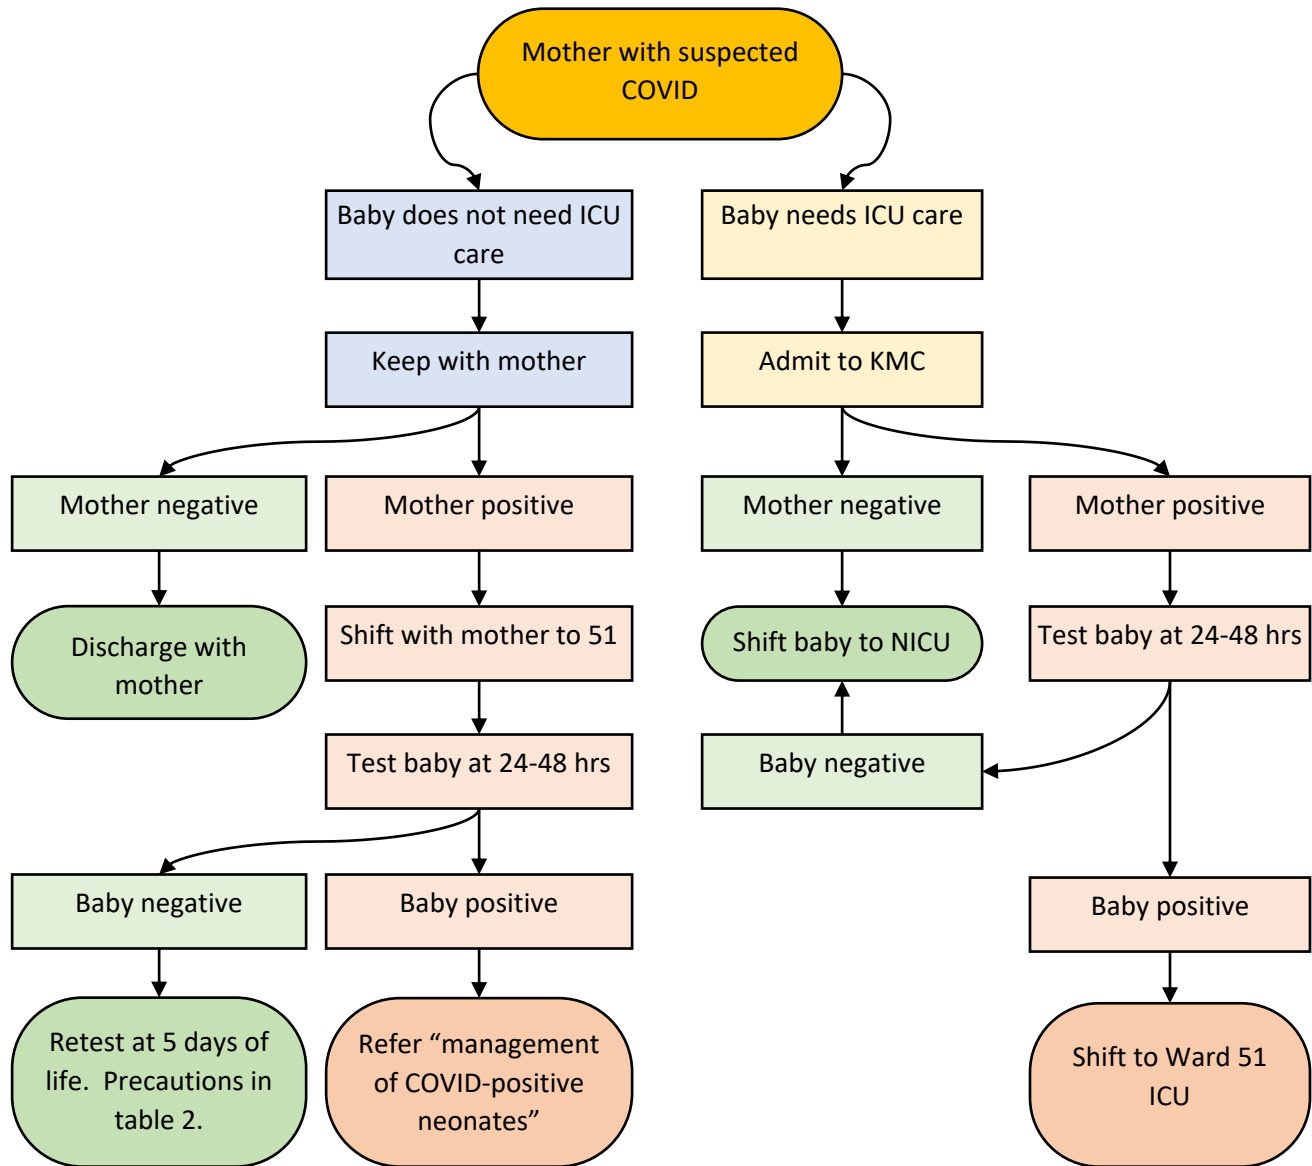 Mother with suspected
COVID
Baby does not need ICU
care
Baby needs ICU care
Keep with mother
Admit to KMC
Mother negative
Mother positive
Mother negative
Mother positive
Discharge with
mother
Shift with mother to 51
Shift baby to NICU
Test baby at 24-48 hrs
Test baby at 24-48 hrs
Baby negative
Baby negative
Baby positive
Baby positive
Retest at 5 days of
life.  Precautions in
table 2.
Refer “management
of COVID-positive
neonates”
Shift to Ward 51
ICU